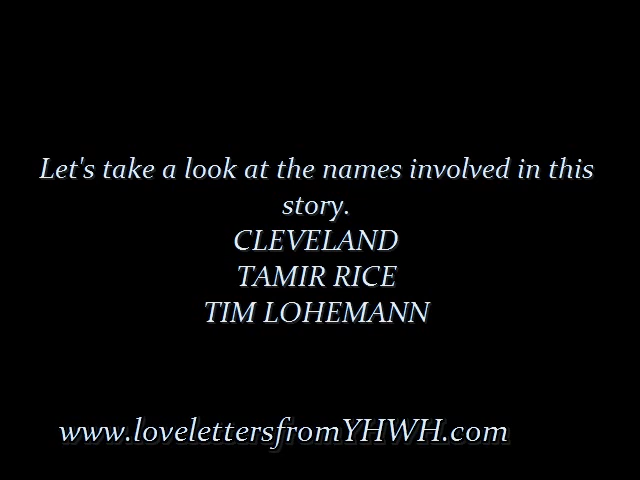 Let's take a look at the names involved in this
story.
CLEVELAND
TAMIR RICE
TIM LOHEMANN
www.lovelettersfromYHWH.com